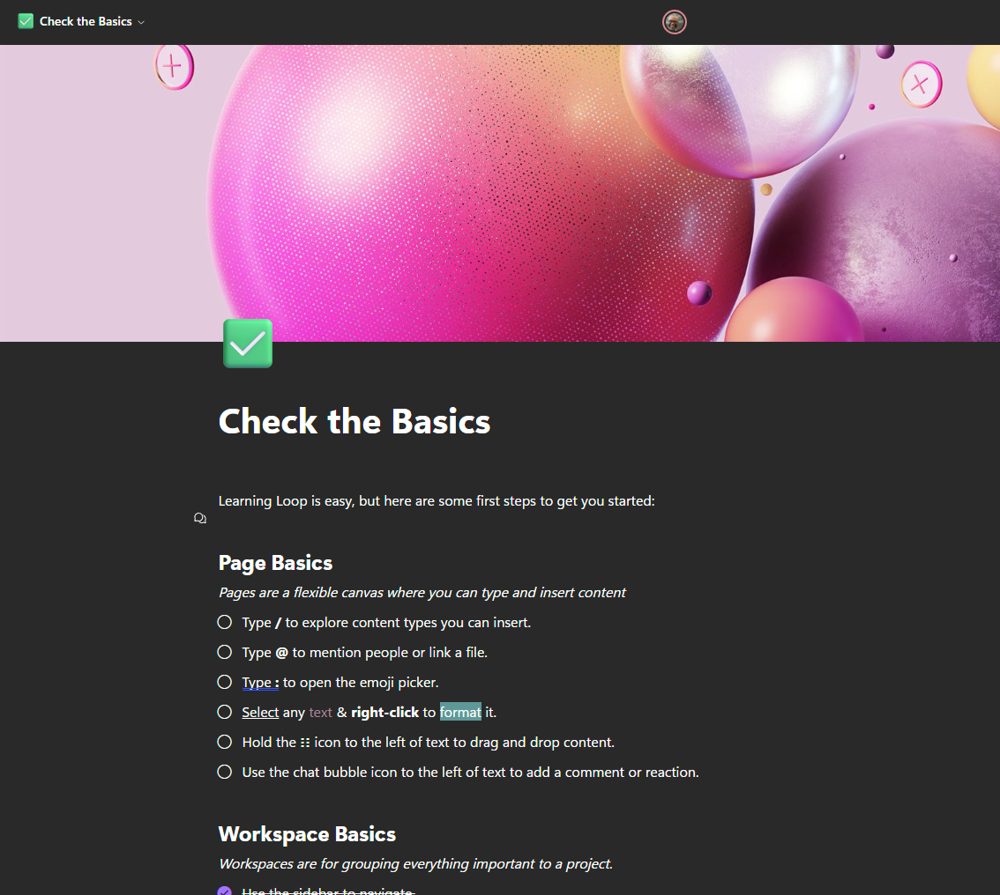 Check the Basics
Check the Basics
Learning Loop is easy, but here are some first steps to get you started:
Page Basics
Pages are a flexible canvas where you can type and insert content
Type / to explore content types you can insert.
Type @ to mention people or link a file.
Type : to open the emoji picker.
Select any text & right-click to format it.
Hold the ⠿ icon to the left of text to drag and drop content.
Use the chat bubble icon to the left of text to add a comment or reaction.
Workspace Basics
Workspaces are for grouping everything important to a project.
Use the sidebar to navigate